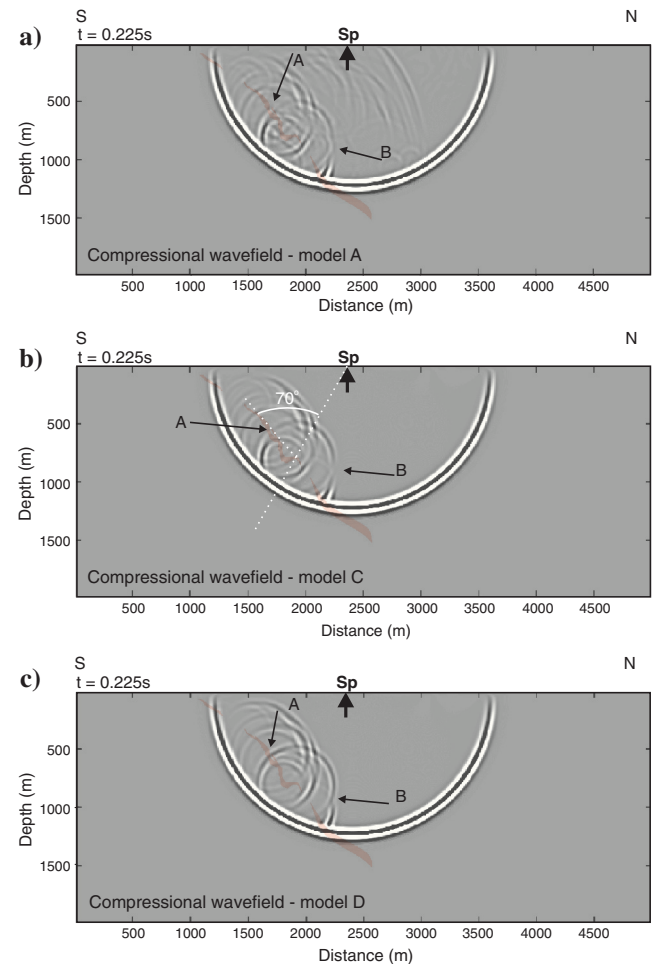 S N
a) t = 0.225s Sp
A
B
Depth (m)
500
1000
1500
Compressional wavefield - model A
500 1000 1500 2000 2500 3000 3500 4000 4500
Distance (m)
S N
b) t = 0.225s Sp
70°
A
B
Depth (m)
500
1000
1500
Compressional wavefield - model C
500 1000 1500 2000 2500 3000 3500 4000 4500
Distance (m)
S N
c) t = 0.225s Sp
A
B
Depth (m)
500
1000
1500
Compressional wavefield - model D
500 1000 1500 2000 2500 3000 3500 4000 4500
Distance (m)